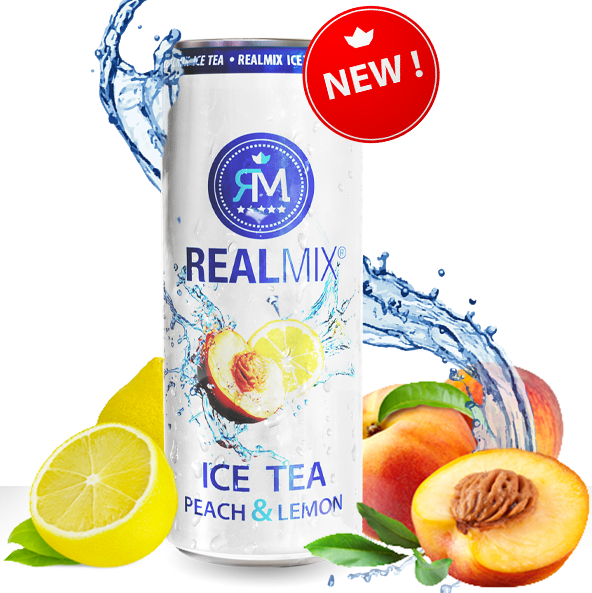 ICE TEA • REALMIX ICE
NEW !
RM
REALMIX®
ICE TEA
PEACH & LEMON